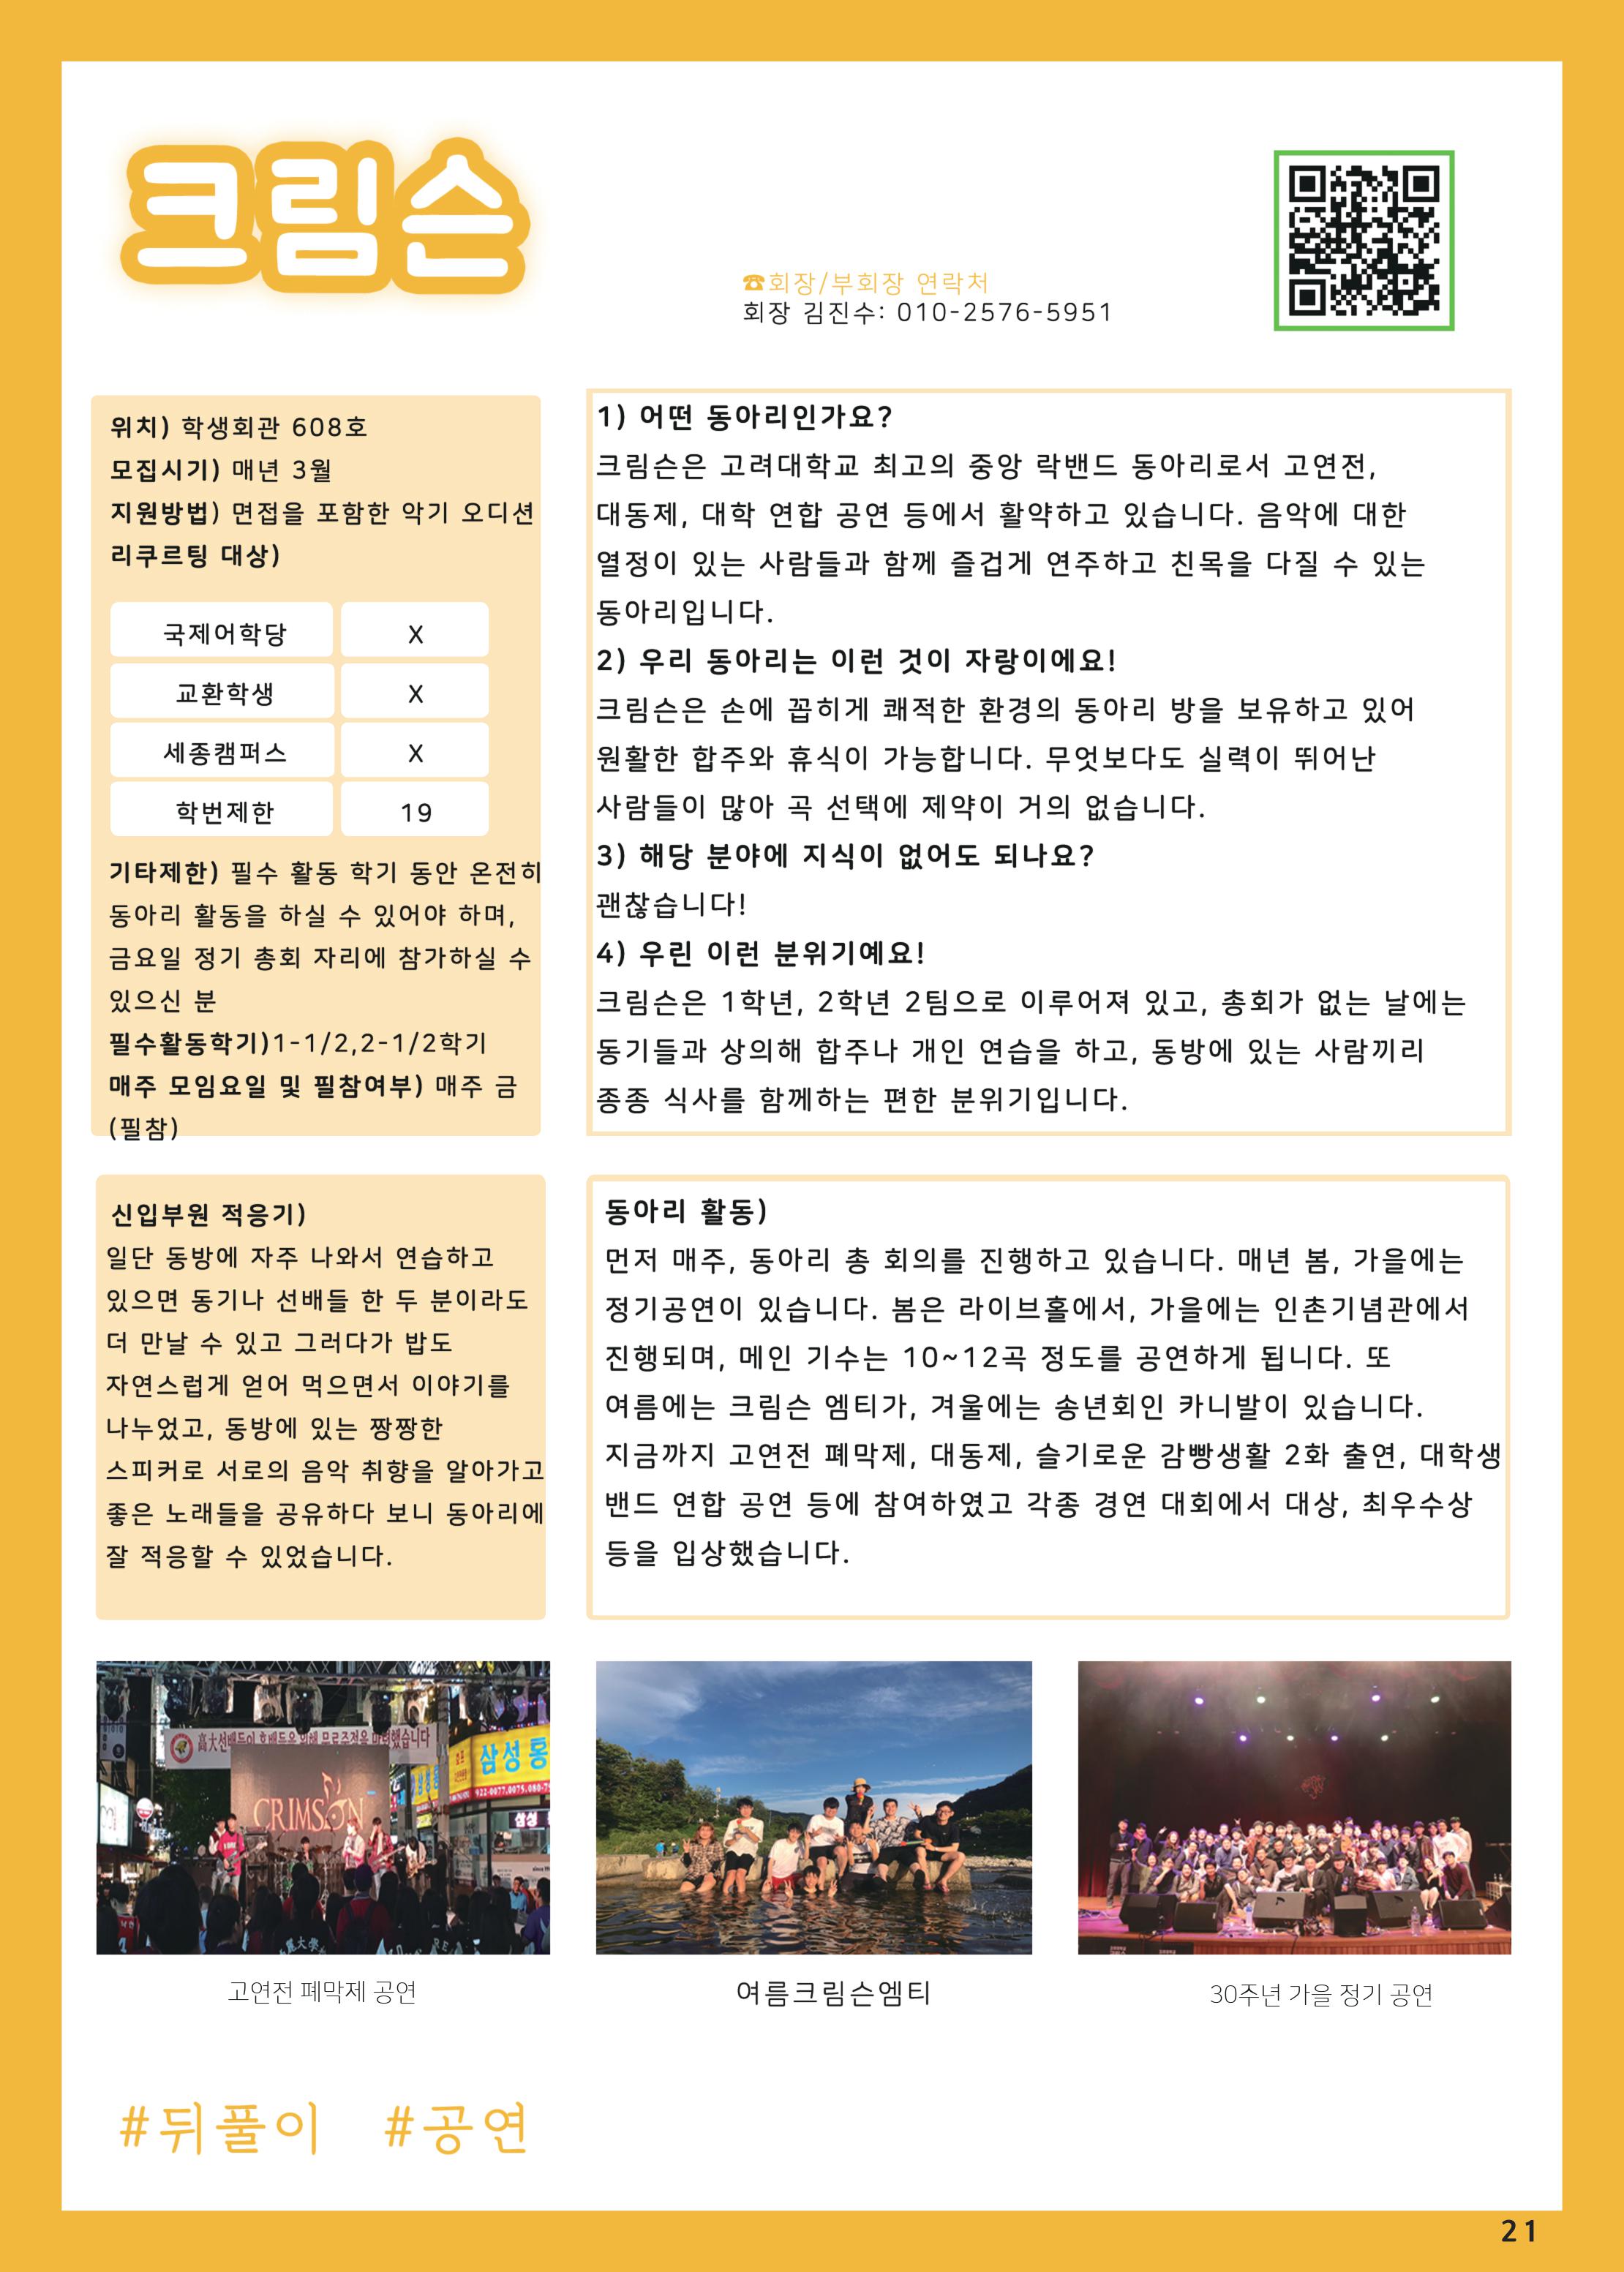 크림슨
☎회장/부회장 연락처
회장 김진수: 010-2576-5951
위치) 학생회관 608호
모집시기) 매년 3월
지원방법) 면접을 포함한 악기 오디션
리쿠르팅 대상)
국제어학당 X
교환학생 X
세종캠퍼스 X
학번제한 19
기타제한) 필수 활동 학기 동안 온전히
동아리 활동을 하실 수 있어야 하며,
금요일 정기 총회 자리에 참가하실 수
있으신 분
필수활동학기)1-1/2,2-1/2학기
매주 모임요일 및 필참여부) 매주 금
(필참)
1) 어떤 동아리인가요?
크림슨은 고려대학교 최고의 중앙 락밴드 동아리로서 고연전,
대동제, 대학 연합 공연 등에서 활약하고 있습니다. 음악에 대한
열정이 있는 사람들과 함께 즐겁게 연주하고 친목을 다질 수 있는
동아리입니다.
2) 우리 동아리는 이런 것이 자랑이에요!
크림슨은 손에 꼽히게 쾌적한 환경의 동아리 방을 보유하고 있어
원활한 합주와 휴식이 가능합니다. 무엇보다도 실력이 뛰어난
사람들이 많아 곡 선택에 제약이 거의 없습니다.
3) 해당 분야에 지식이 없어도 되나요?
괜찮습니다!
4) 우린 이런 분위기예요!
크림슨은 1학년, 2학년 2팀으로 이루어져 있고, 총회가 없는 날에는
동기들과 상의해 합주나 개인 연습을 하고, 동방에 있는 사람끼리
종종 식사를 함께하는 편한 분위기입니다.
신입부원 적응기)
일단 동방에 자주 나와서 연습하고
있으면 동기나 선배들 한 두 분이라도
더 만날 수 있고 그러다가 밥도
자연스럽게 얻어 먹으면서 이야기를
나누었고, 동방에 있는 짱짱한
스피커로 서로의 음악 취향을 알아가고
좋은 노래들을 공유하다 보니 동아리에
잘 적응할 수 있었습니다.
동아리 활동)
먼저 매주, 동아리 총 회의를 진행하고 있습니다. 매년 봄, 가을에는
정기공연이 있습니다. 봄은 라이브홀에서, 가을에는 인촌기념관에서
진행되며, 메인 기수는 10~12곡 정도를 공연하게 됩니다. 또
여름에는 크림슨 엠티가, 겨울에는 송년회인 카니발이 있습니다.
지금까지 고연전 폐막제, 대동제, 슬기로운 감빵생활 2화 출연, 대학생
밴드 연합 공연 등에 참여하였고 각종 경연 대회에서 대상, 최우수상
등을 입상했습니다.
高大선배들이 후배들을 위해 무료주점을 마련했습니다
CRIMSON
삼성통
922-0077.0075.080-7
삼성
고연전 폐막제 공연
여름크림슨엠티
30주년 가을 정기 공연
#뒤풀이 #공연
21